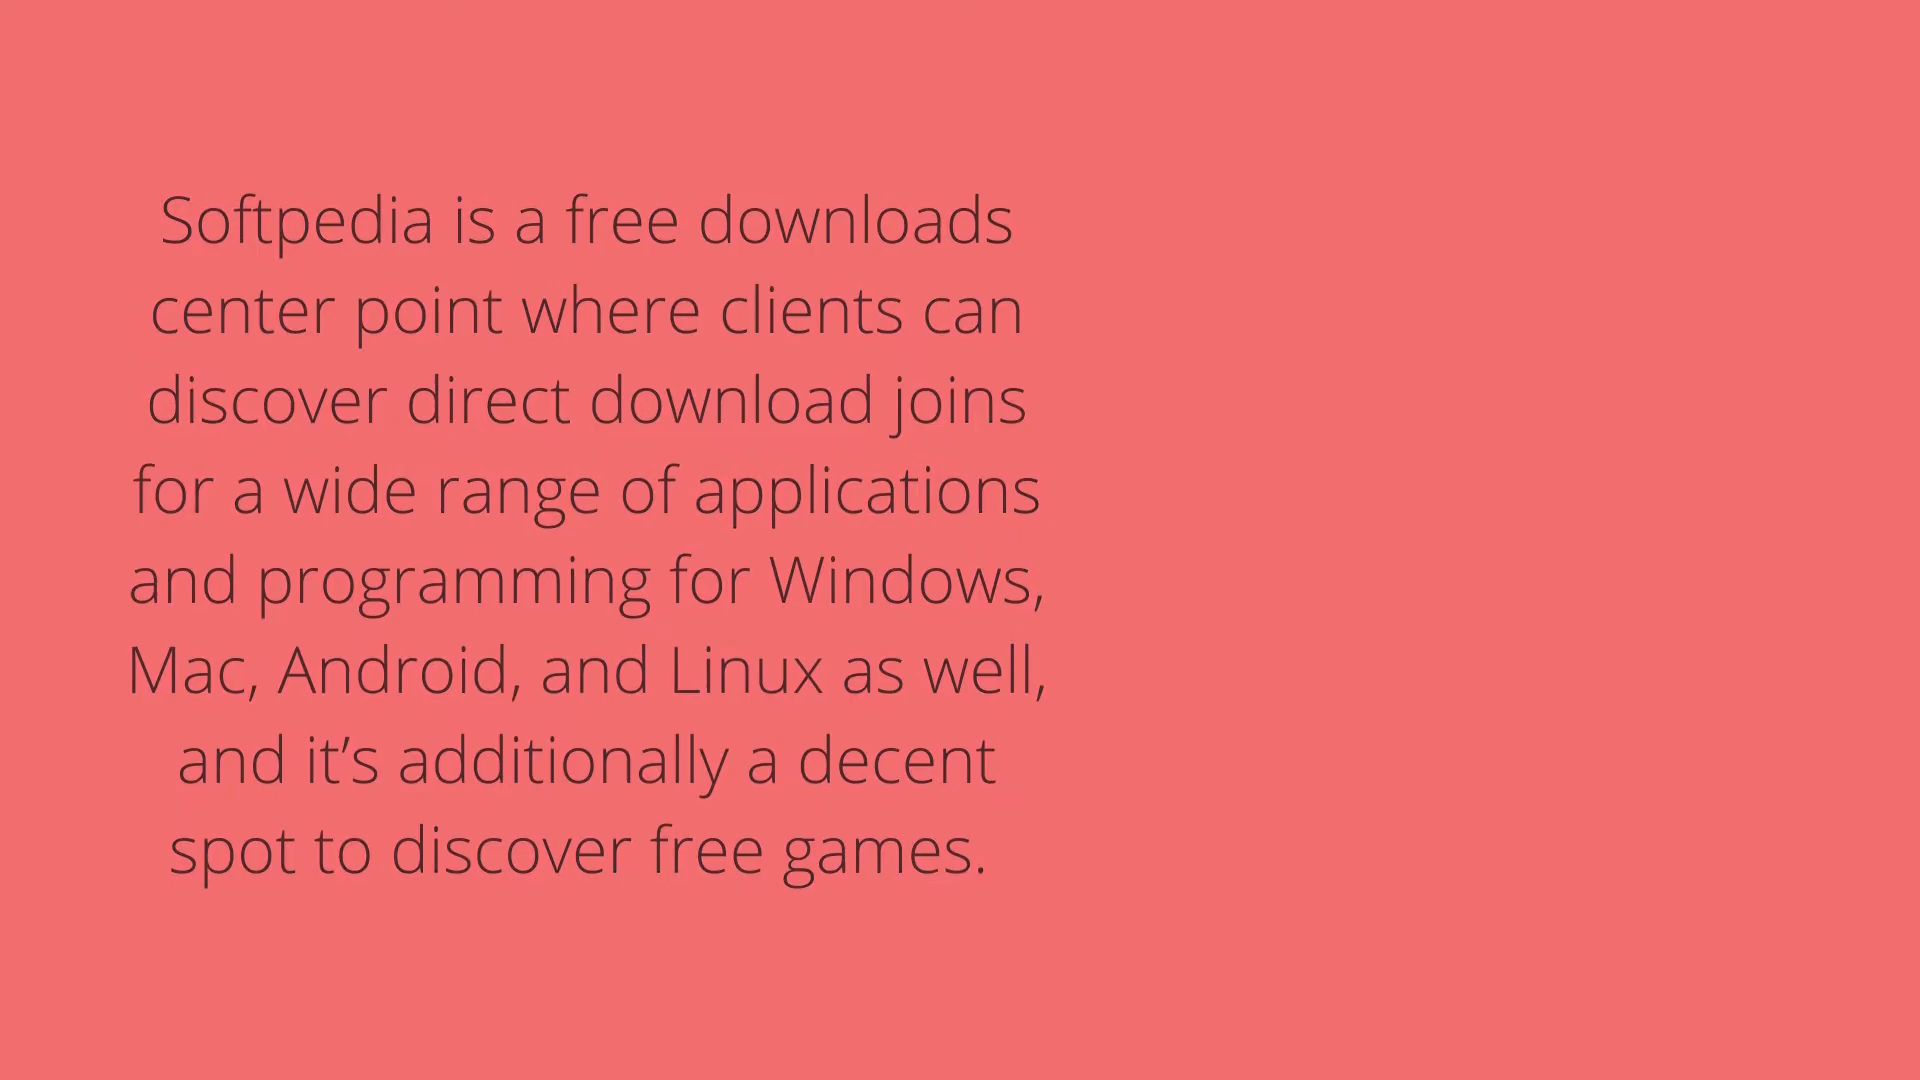 Softpedia is a free downloads
center point where clients can
discover direct download joins
for a wide range of applications
and programming for Windows,
Mac, Android, and Linux as well,
and it’s additionally a decent
spot to discover free games.